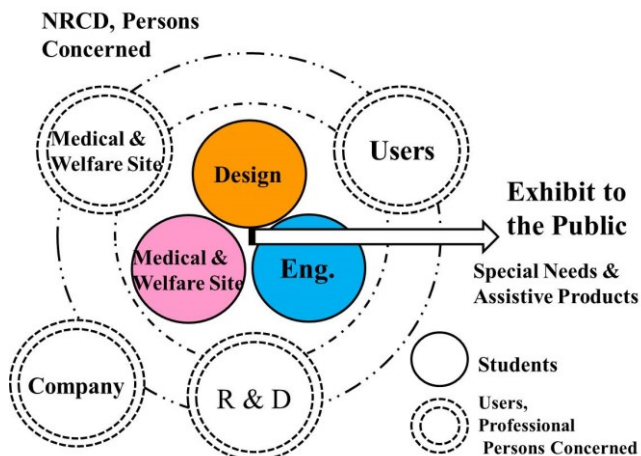 NRCD, Persons
Concerned
Medical &
Welfare Site
Users
Design
Exhibit to
the Public
Medical &
Welfare Site
Eng.
Special Needs &
Assistive Products
Company
R & D
Students
Users,
Professional
Persons Concerned